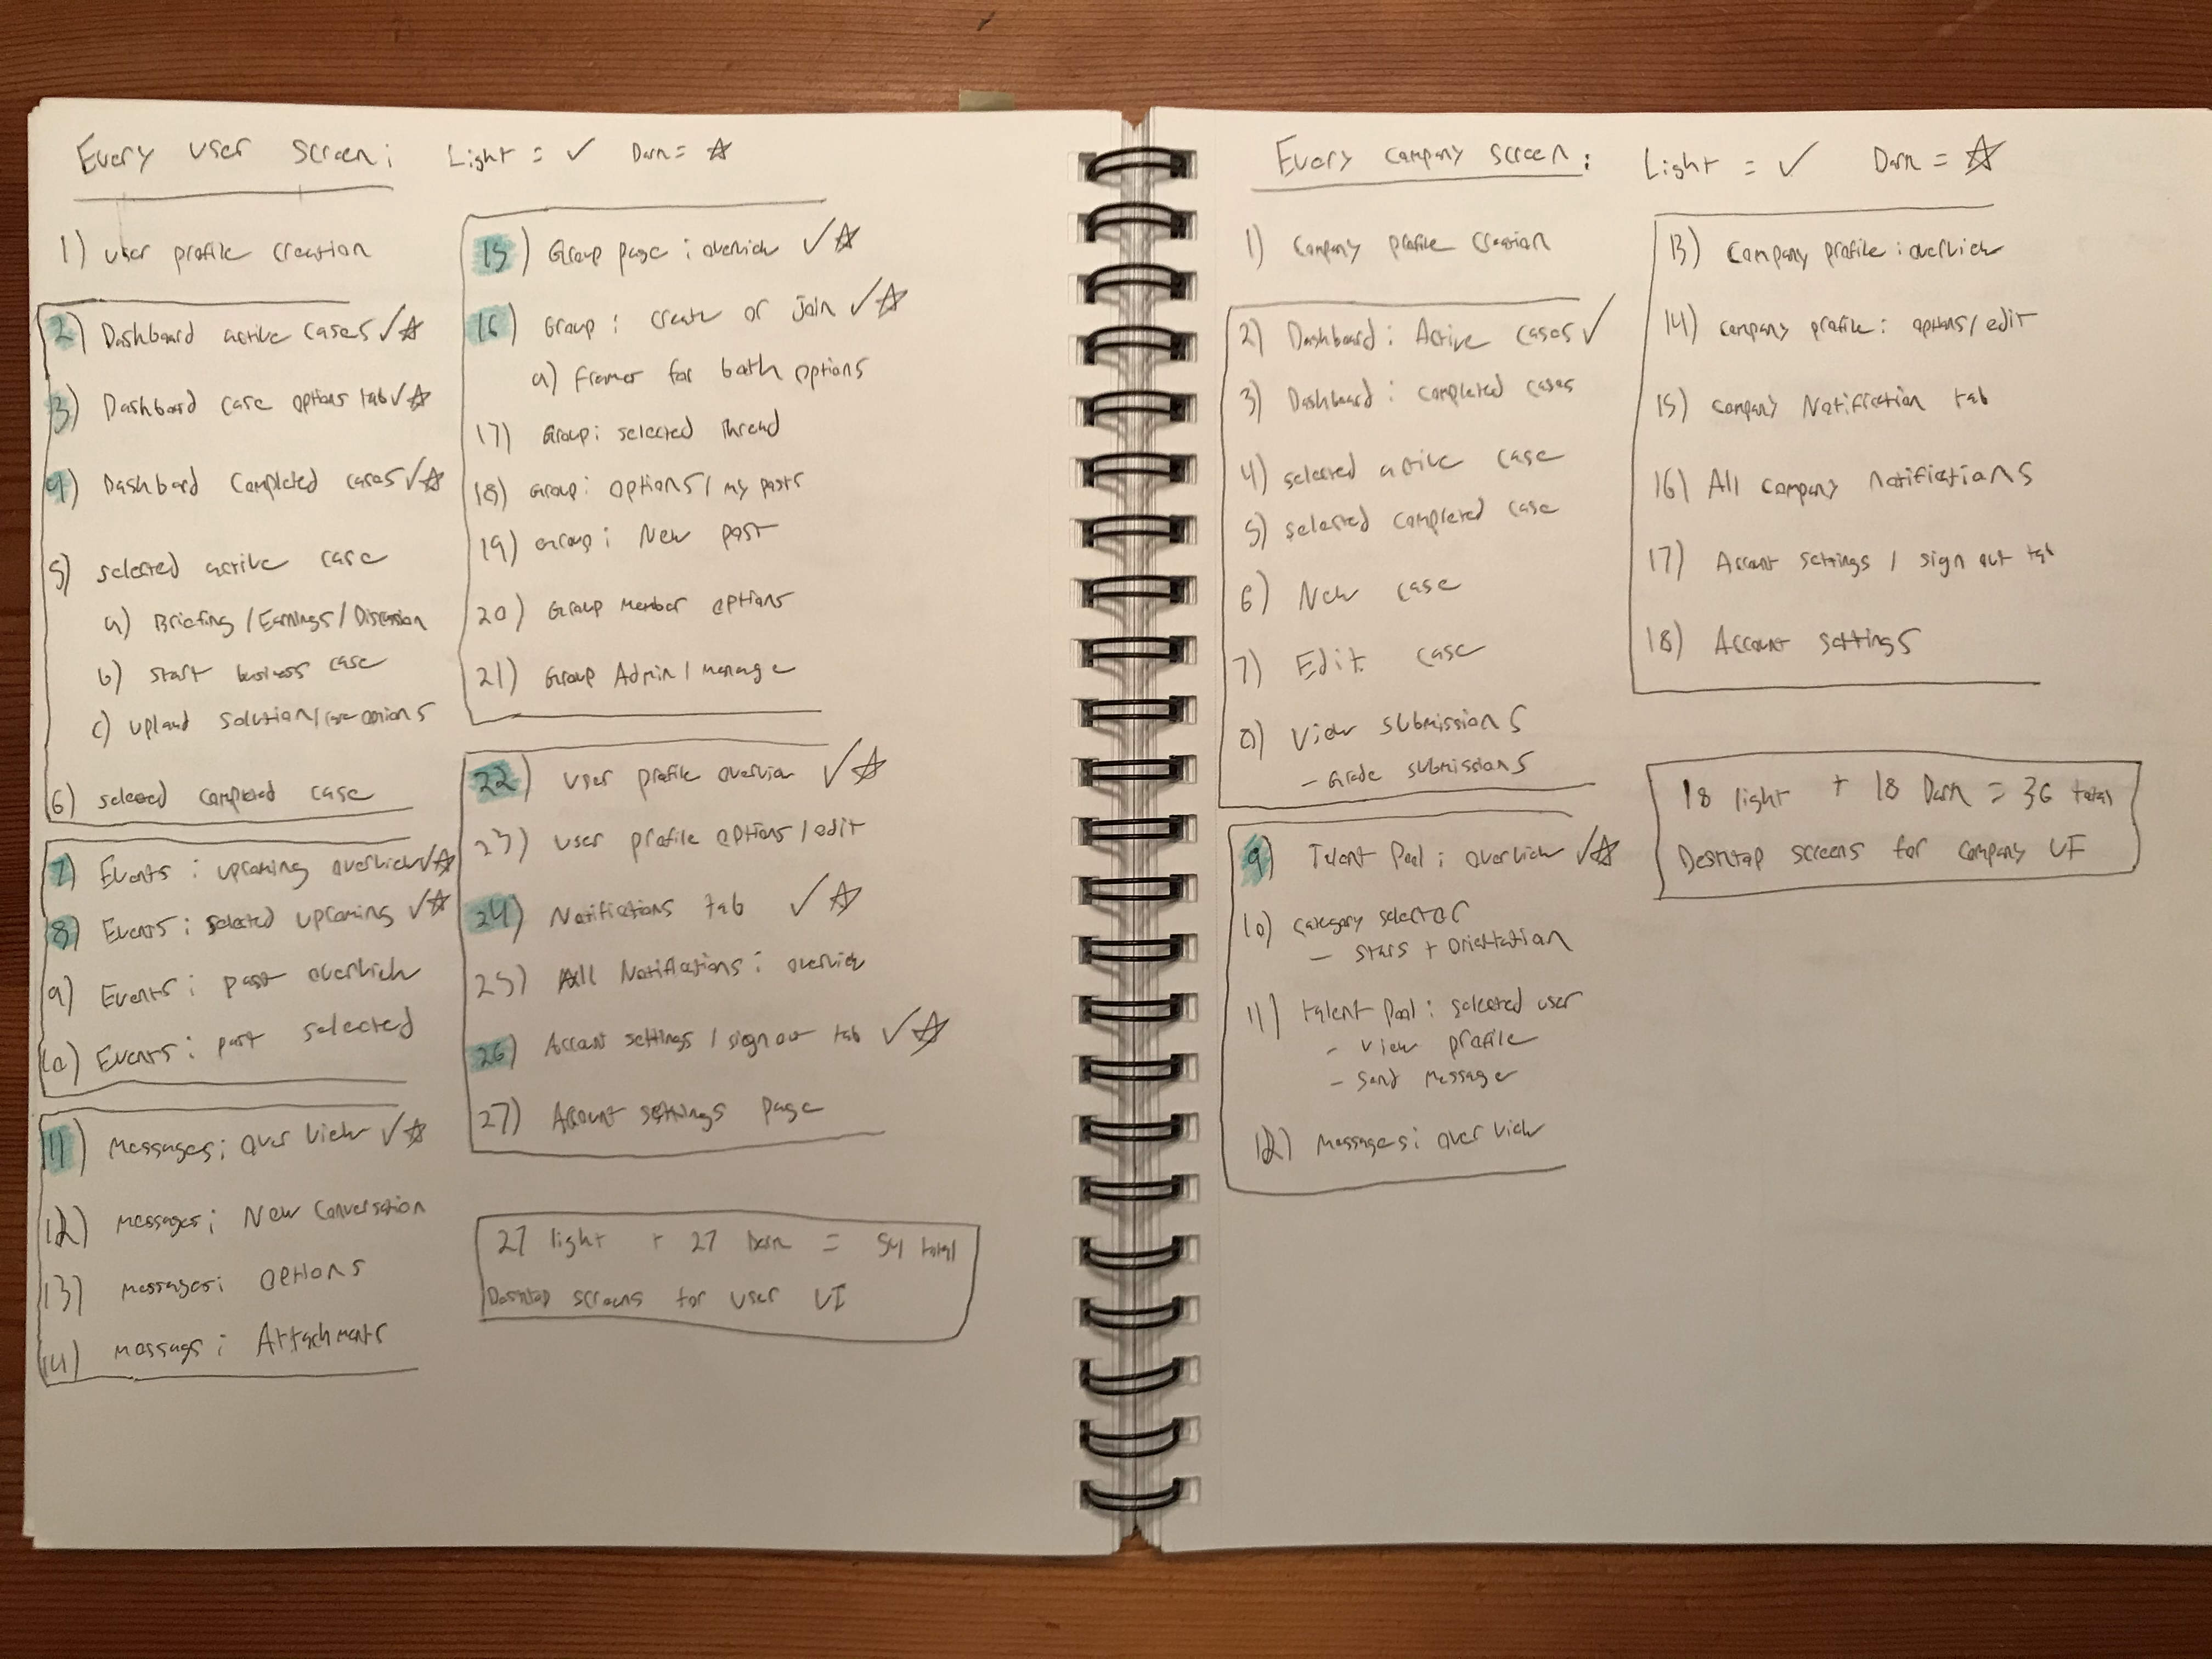 Every user screen: Light = ✓ Dark = ☆
1) user profile creation
2) Dashboard active cases ✓☆
3) Dashboard case options tab ✓☆
4) Dashboard Completed cases ✓☆
5) selected active case
a) Briefing / Earnings / Discussion
b) start business case
c) upload solution / case options
6) selected completed case
7) Events : upcoming overview ✓☆
8) Events : selected upcoming ✓☆
9) Events : past overview
10) Events : past selected
11) Messages : overview ✓☆
12) Messages : New Conversation
13) Messages : options
14) Messages : Attachments
15) Group page : overview ✓☆
16) Group : create or join ✓☆
a) Frames for both options
17) Group : selected thread
18) Group : options / my posts
19) Group : New post
20) Group Member options
21) Group Admin / manage
22) user profile overview ✓☆
23) user profile options / edit
24) Notifications tab ✓☆
25) All Notifications : overview
26) Account settings / sign out tab ✓☆
27) Account settings page
27 light + 27 Dark = 54 total
Desktop screens for user UI
Every company screen : Light = ✓ Dark = ☆
1) Company profile creation
2) Dashboard : Active cases ✓
3) Dashboard : completed cases
4) selected active case
5) selected completed case
6) New case
7) Edit case
8) View submissions
- Grade submissions
9) Talent Pool : overview ✓☆
10) category selector
- stars + orientation
11) talent Pool : selected user
- view profile
- send message
12) Messages : overview
13) Company profile : overview
14) company profile : options / edit
15) company Notification tab
16) All company notifications
17) Account settings / sign out tab
18) Account settings
18 light + 18 Dark = 36 total
Desktop screens for company UI